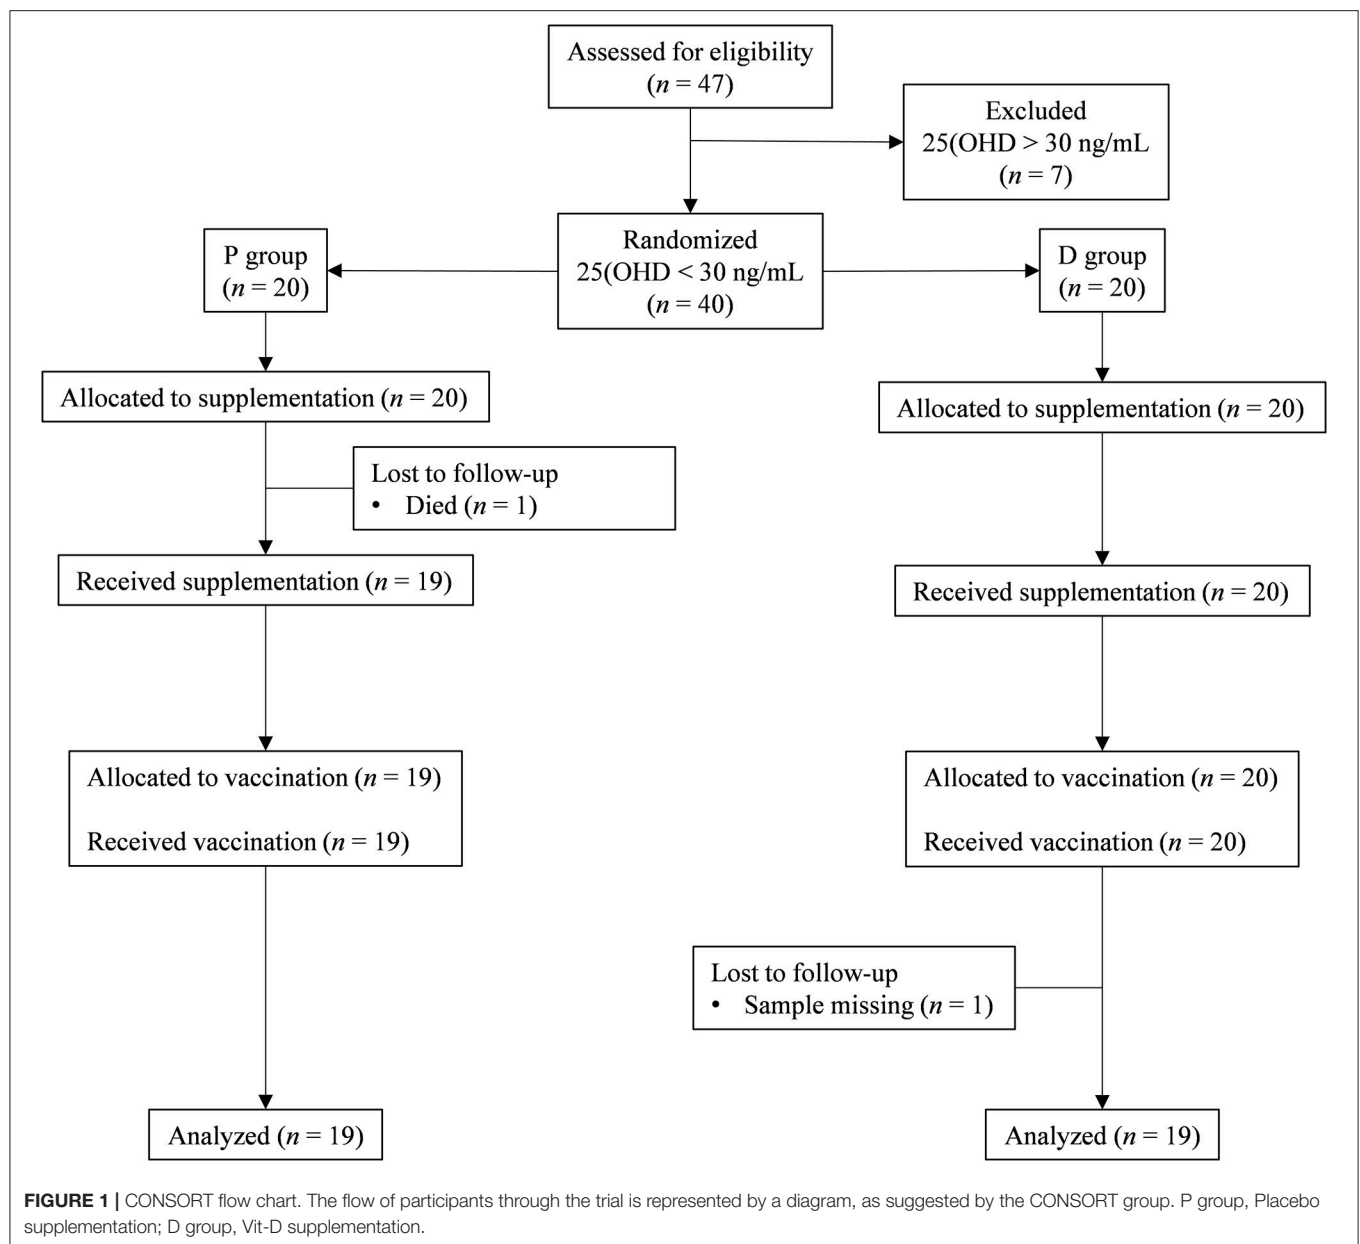 Assessed for eligibility
(n = 47)
Excluded
25(OHD > 30 ng/mL
(n = 7)
Randomized
25(OHD < 30 ng/mL
(n = 40)
P group
(n = 20)
D group
(n = 20)
Allocated to supplementation (n = 20)
Allocated to supplementation (n = 20)
Lost to follow-up
• Died (n = 1)
Received supplementation (n = 19)
Received supplementation (n = 20)
Allocated to vaccination (n = 19)
Received vaccination (n = 19)
Allocated to vaccination (n = 20)
Received vaccination (n = 20)
Lost to follow-up
• Sample missing (n = 1)
Analyzed (n = 19)
Analyzed (n = 19)
FIGURE 1 | CONSORT flow chart. The flow of participants through the trial is represented by a diagram, as suggested by the CONSORT group. P group, Placebo
supplementation; D group, Vit-D supplementation.